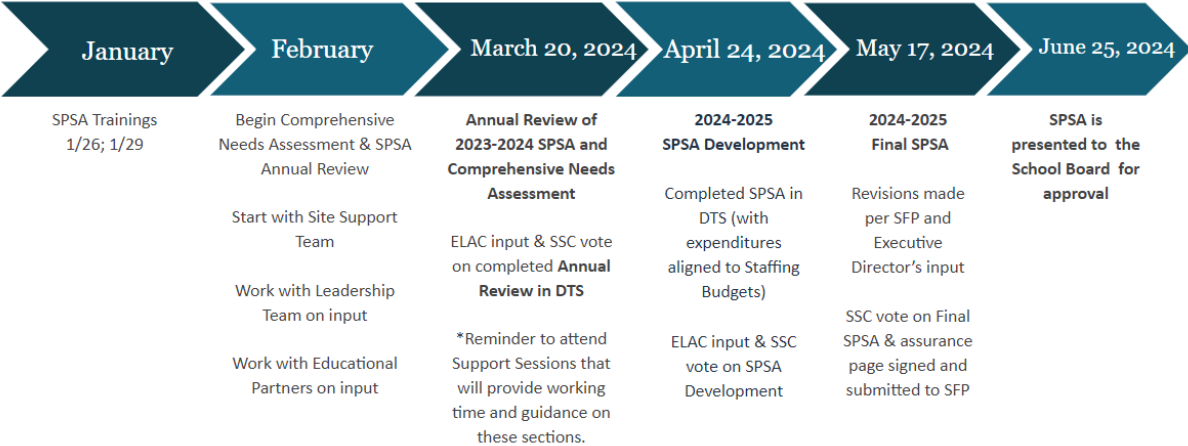 January
February
March 20, 2024
April 24, 2024
May 17, 2024
June 25, 2024
SPSA Trainings
1/26; 1/29
Begin Comprehensive
Needs Assessment & SPSA
Annual Review
Start with Site Support
Team
Work with Leadership
Team on input
Work with Educational
Partners on input
Annual Review of
2023-2024 SPSA and
Comprehensive Needs
Assessment
ELAC input & SSC vote
on completed Annual
Review in DTS
*Reminder to attend
Support Sessions that
will provide working
time and guidance on
these sections.
2024-2025
SPSA Development
Completed SPSA in
DTS (with
expenditures
aligned to Staffing
Budgets)
ELAC input & SSC
vote on SPSA
Development
2024-2025
Final SPSA
Revisions made
per SFP and
Executive
Director's input
SSC vote on Final
SPSA & assurance
page signed and
submitted to SFP
SPSA is
presented to the
School Board for
approval